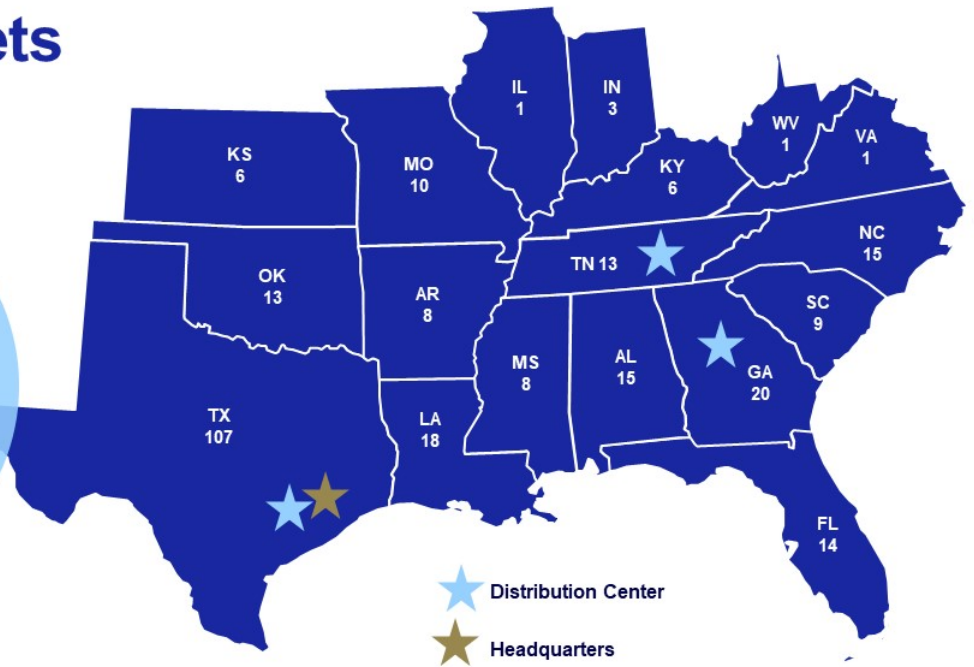 ets
IL
1
IN
3
WV
1
VA
1
KS
6
MO
10
KY
6
NC
15
OK
13
AR
8
TN 13
SC
9
MS
8
AL
15
GA
20
TX
107
LA
18
FL
14
Distribution Center
Headquarters